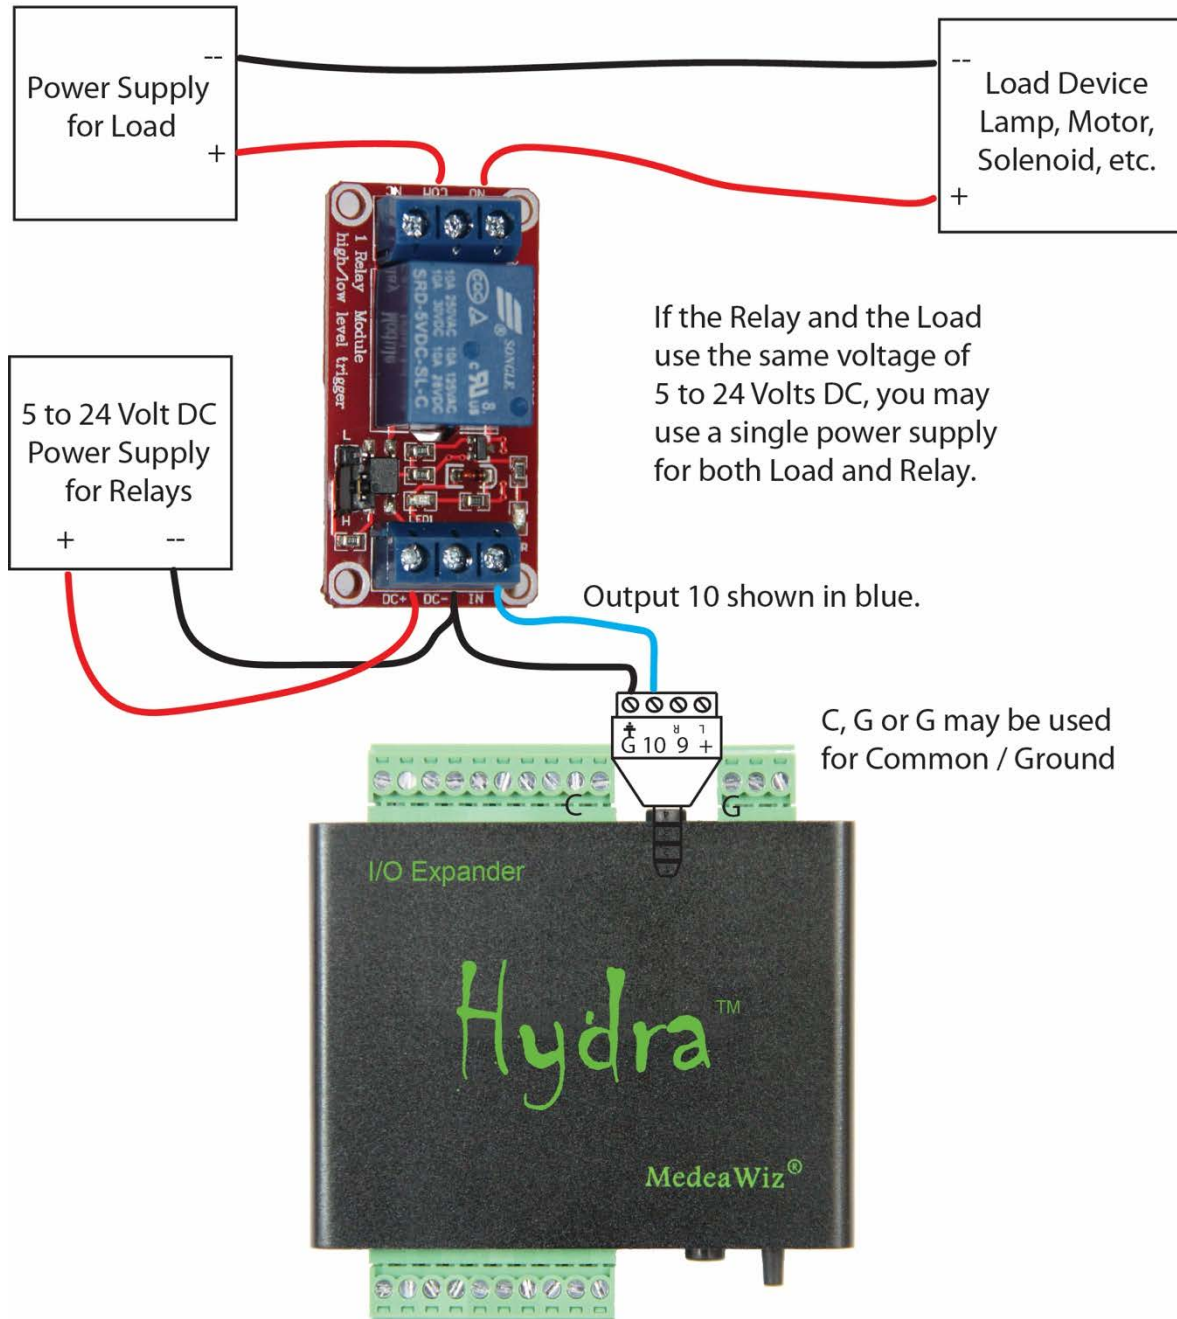 --
Power Supply
for Load
+
--
Load Device
Lamp, Motor,
Solenoid, etc.
+
NC COM NO
1 Relay Module
high/low level trigger
SONGLE
10A 250VAC 10A 125VAC
10A 30VDC 10A 28VDC
SRD-5VDC-SL-C
L
H
LED1
DC+ DC- IN
If the Relay and the Load
use the same voltage of
5 to 24 Volts DC, you may
use a single power supply
for both Load and Relay.
5 to 24 Volt DC
Power Supply
for Relays
+ --
Output 10 shown in blue.
R L
G 10 9 +
C, G or G may be used
for Common / Ground
C
G
I/O Expander
Hydra™
MedeaWiz®